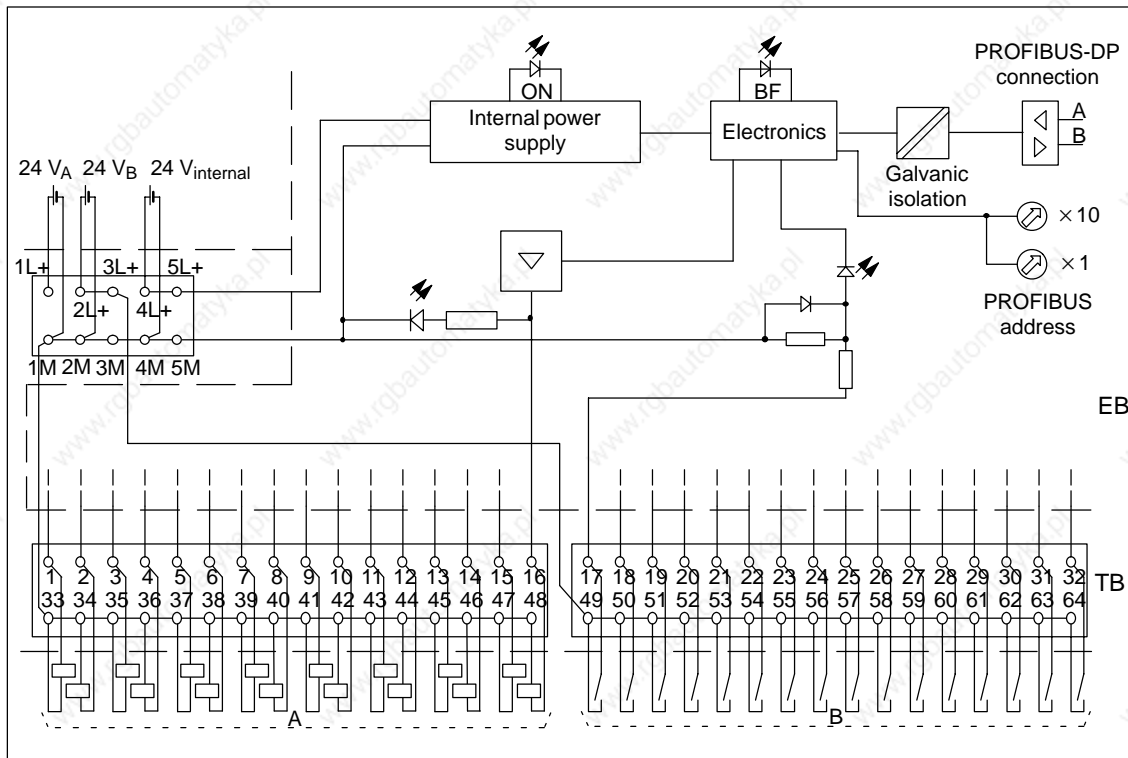 PROFIBUS-DP
connection
ON
BF
A
B
Internal power
supply
Electronics
Galvanic
isolation
24 VA
24 VB
24 Vinternal
×10
×1
PROFIBUS
address
1L+
3L+
5L+
2L+
4L+
1M
2M
3M
4M
5M
EB
1 2 3 4 5 6 7 8 9 10 11 12 13 14 15 16
33 34 35 36 37 38 39 40 41 42 43 44 45 46 47 48
17 18 19 20 21 22 23 24 25 26 27 28 29 30 31 32
49 50 51 52 53 54 55 56 57 58 59 60 61 62 63 64
TB
A
B
www.rgbautomatyka.pl